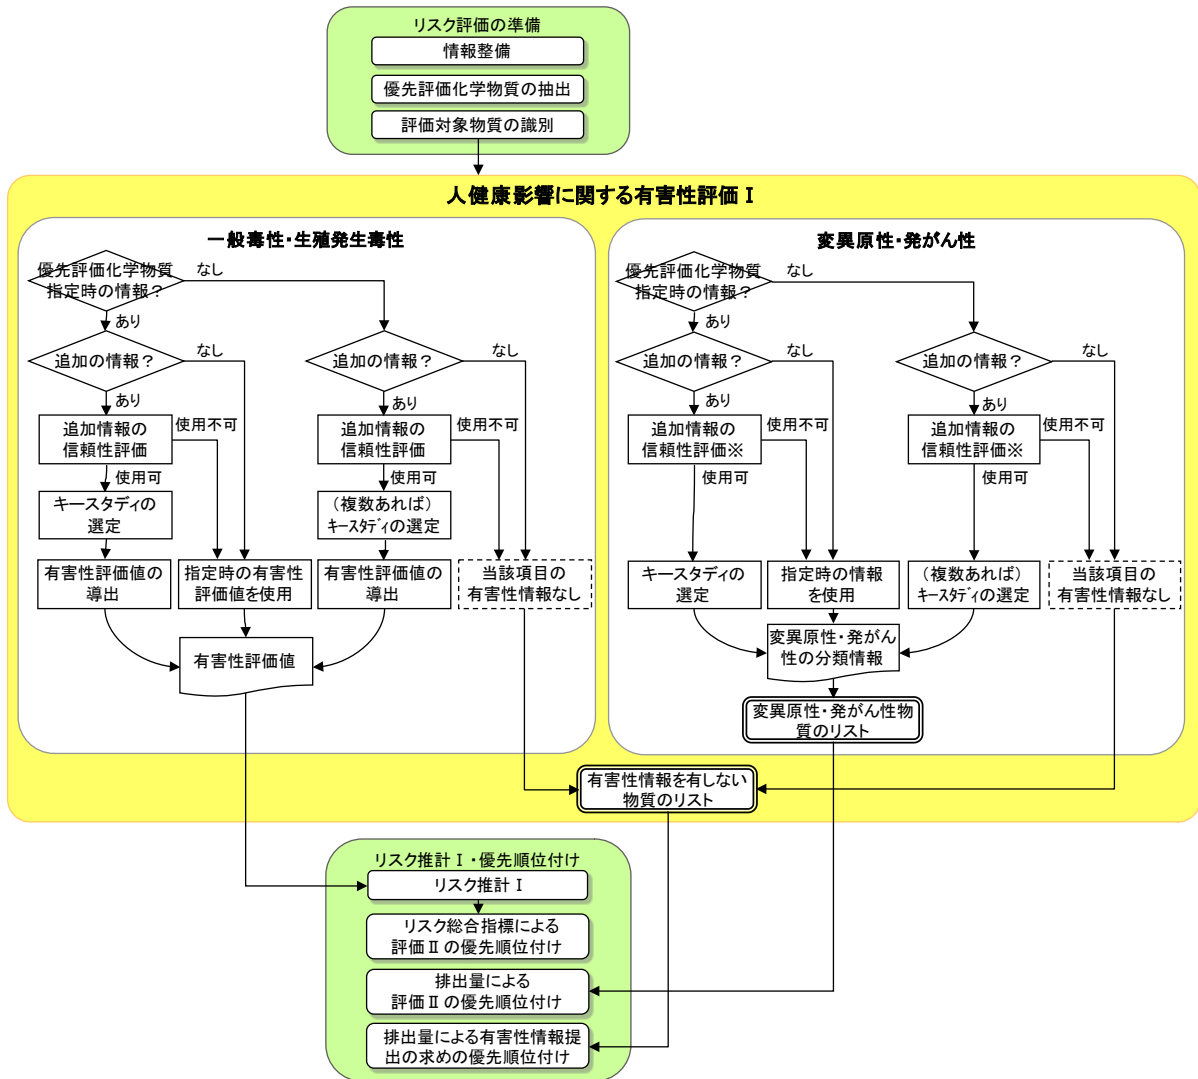 リスク評価の準備
情報整備
優先評価化学物質の抽出
評価対象物質の識別
人健康影響に関する有害性評価Ⅰ
一般毒性・生殖発生毒性
優先評価化学物質
指定時の情報？
なし
あり
追加の情報？
なし
あり
追加情報の
信頼性評価
使用不可
使用可
キースタディの
選定
有害性評価値の
導出
指定時の有害性
評価値を使用
追加の情報？
なし
あり
追加情報の
信頼性評価
使用不可
使用可
(複数あれば)
ｷｰｽﾀﾃﾞｨの選定
有害性評価値の
導出
当該項目の
有害性情報なし
有害性評価値
変異原性・発がん性
優先評価化学物質
指定時の情報？
なし
あり
追加の情報？
なし
あり
追加情報の
信頼性評価※
使用不可
使用可
キースタディの
選定
指定時の情報
を使用
追加の情報？
なし
あり
追加情報の
信頼性評価※
使用不可
使用可
(複数あれば)
キースタディの選定
当該項目の
有害性情報なし
変異原性・発がん
性の分類情報
変異原性・発がん性物
質のリスト
有害性情報を有しない
物質のリスト
リスク推計Ⅰ・優先順位付け
リスク推計Ⅰ
リスク総合指標による
評価Ⅱの優先順位付け
排出量による
評価Ⅱの優先順位付け
排出量による有害性情報提
出の求めの優先順位付け